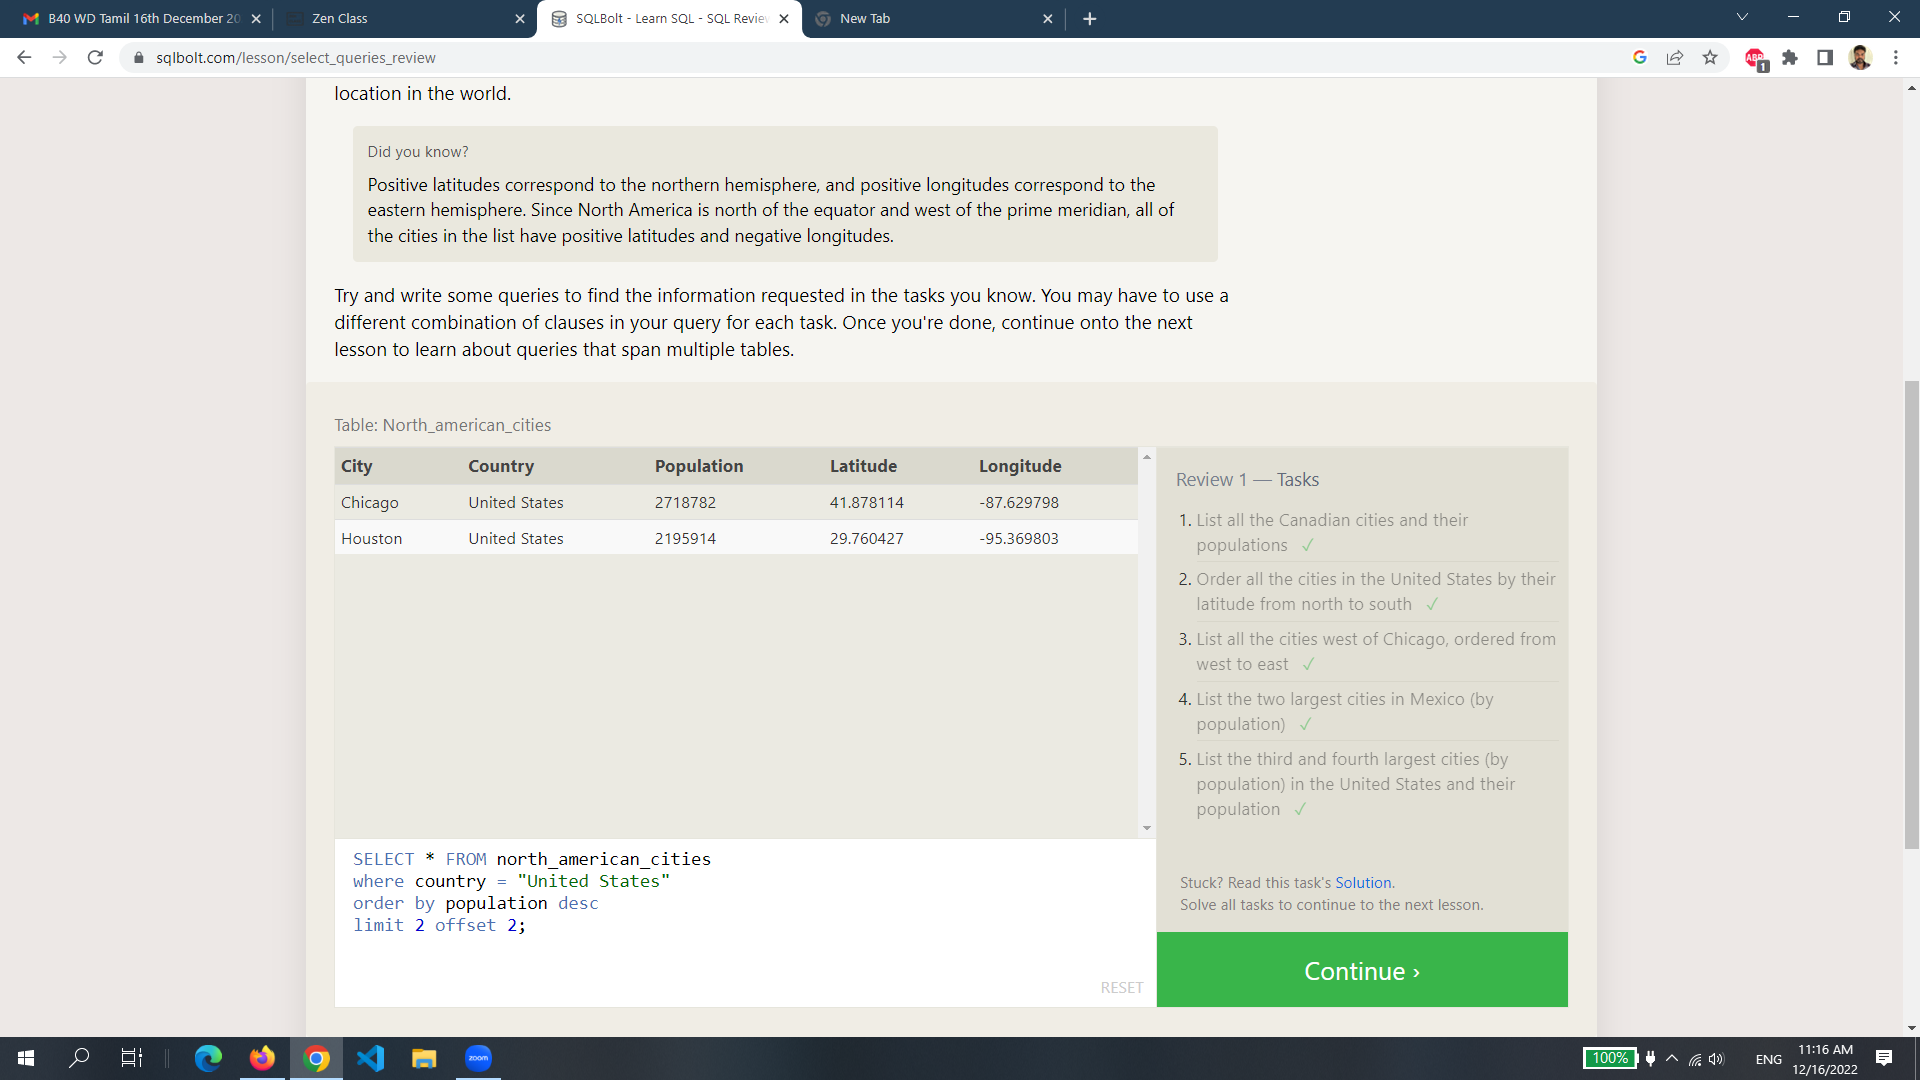 B40 WD Tamil 16th December 20
Zen Class
SQLBolt - Learn SQL - SQL Review
New Tab
sqlbolt.com/lesson/select_queries_review
ABP
1
location in the world.
Did you know?
Positive latitudes correspond to the northern hemisphere, and positive longitudes correspond to the
eastern hemisphere. Since North America is north of the equator and west of the prime meridian, all of
the cities in the list have positive latitudes and negative longitudes.
Try and write some queries to find the information requested in the tasks you know. You may have to use a
different combination of clauses in your query for each task. Once you're done, continue onto the next
lesson to learn about queries that span multiple tables.
Table: North_american_cities
City Country Population Latitude Longitude
Chicago United States 2718782 41.878114 -87.629798
Houston United States 2195914 29.760427 -95.369803
SELECT * FROM north_american_cities
where country = "United States"
order by population desc
limit 2 offset 2;
RESET
Review 1 — Tasks
1. List all the Canadian cities and their
populations ✓
2. Order all the cities in the United States by their
latitude from north to south ✓
3. List all the cities west of Chicago, ordered from
west to east ✓
4. List the two largest cities in Mexico (by
population) ✓
5. List the third and fourth largest cities (by
population) in the United States and their
population ✓
Stuck? Read this task's Solution.
Solve all tasks to continue to the next lesson.
Continue ›
zoom
100%
ENG
11:16 AM
12/16/2022